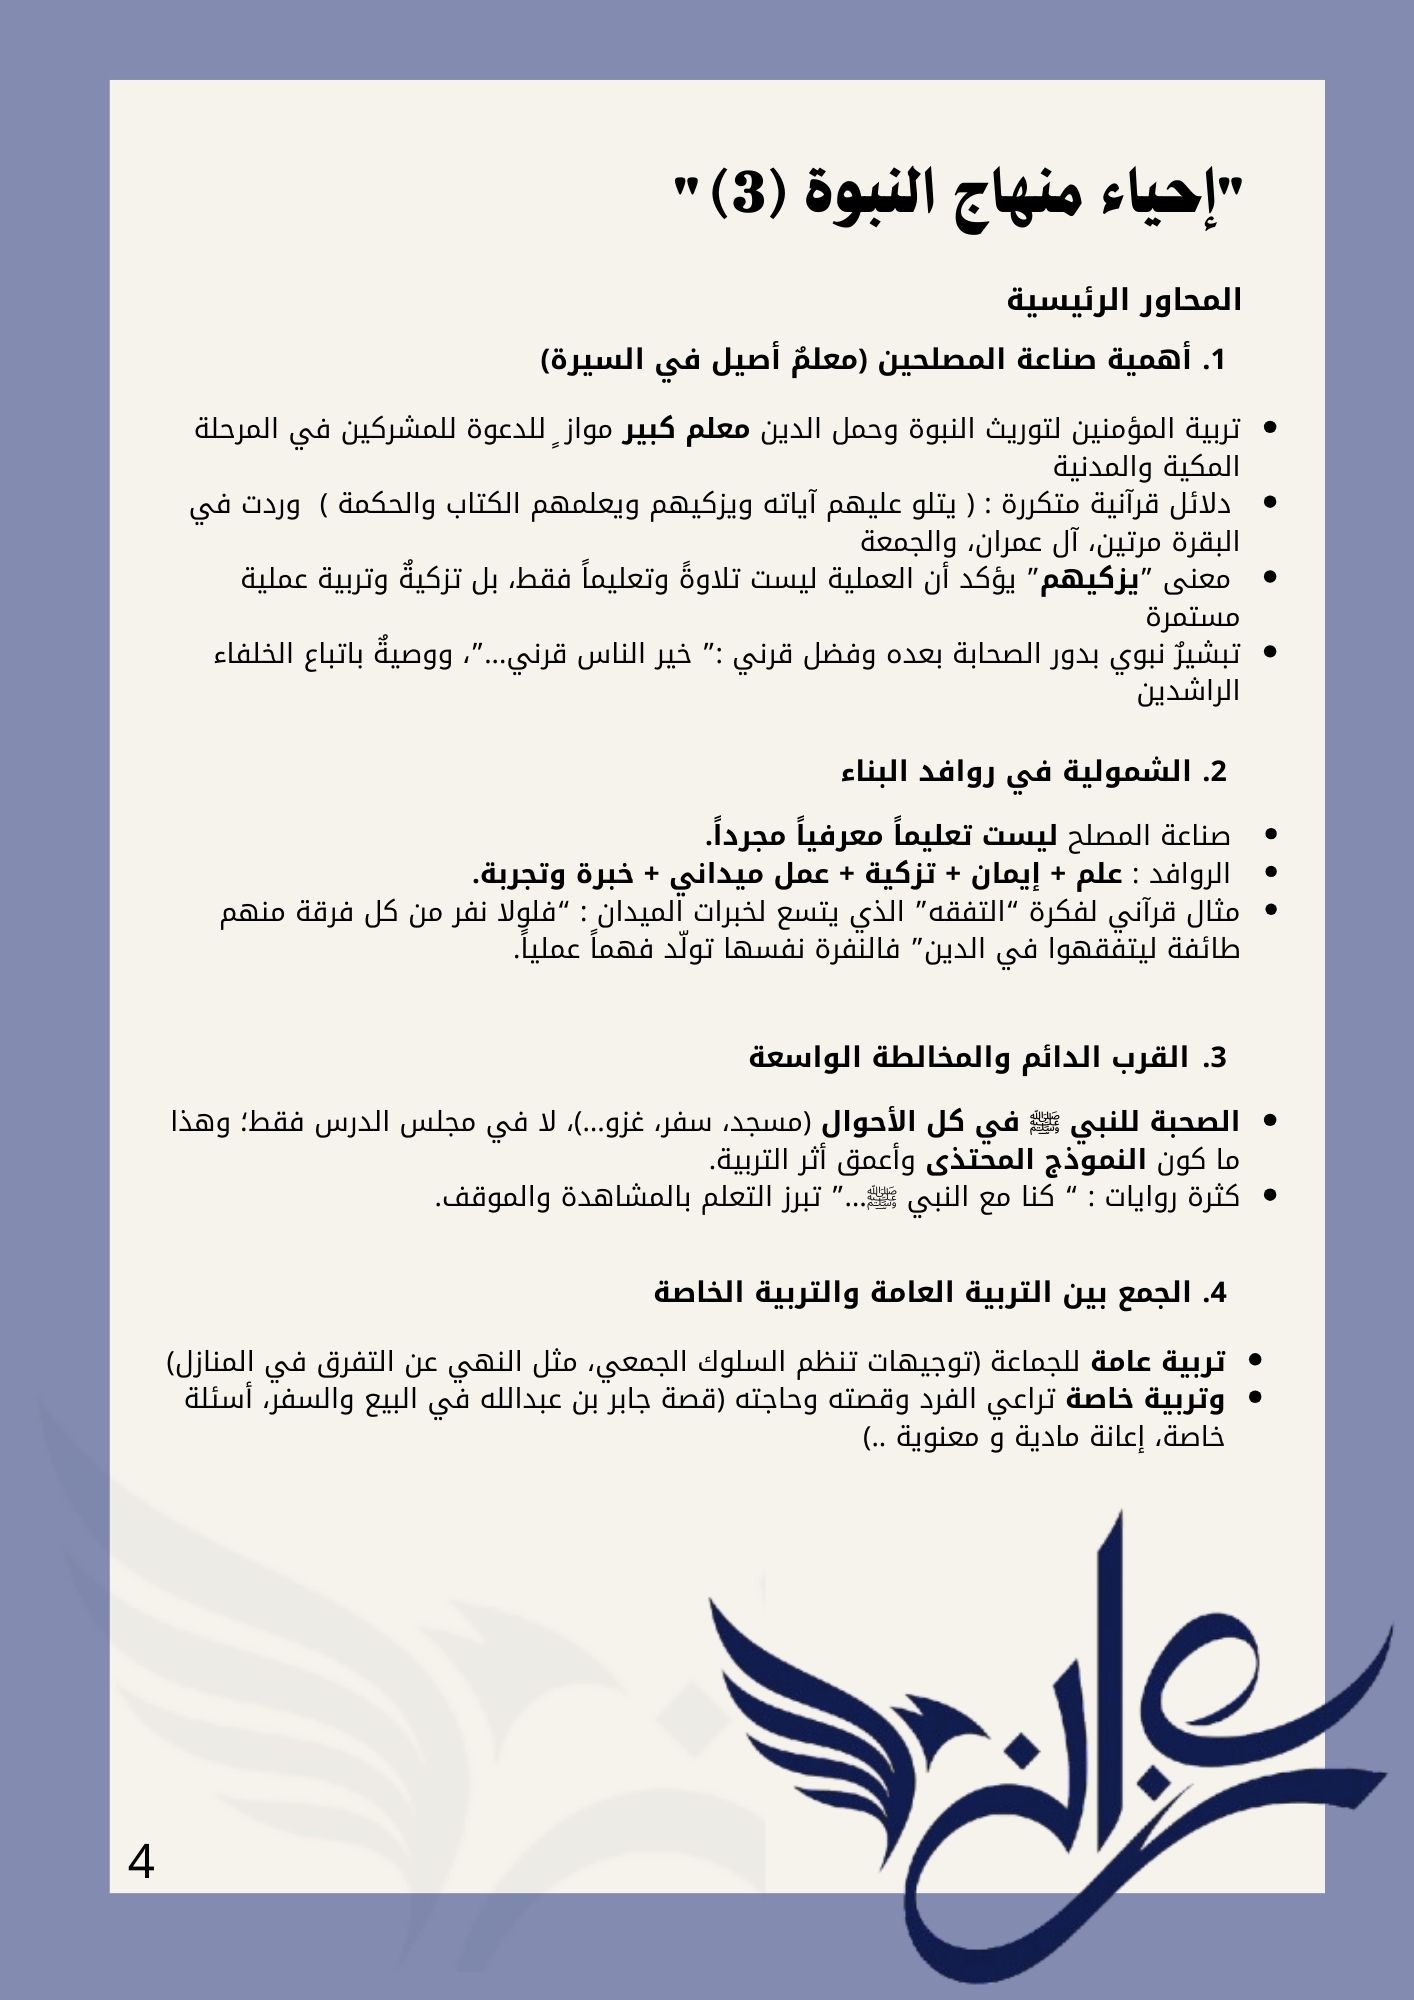 "إحياء منهاج النبوة (3) "
المحاور الرئيسية
1. أهمية صناعة المصلحين (معلمٌ أصيل في السيرة)
• تربية المؤمنين لتوريث النبوة وحمل الدين معلم كبير مواز ٍ للدعوة للمشركين في المرحلة
المكية والمدنية
• دلائل قرآنية متكررة : ( يتلو عليهم آياته ويزكيهم ويعلمهم الكتاب والحكمة ) وردت في
البقرة مرتين، آل عمران، والجمعة
• معنى ”يزكيهم” يؤكد أن العملية ليست تلاوةً وتعليماً فقط، بل تزكيةٌ وتربية عملية
مستمرة
• تبشيرٌ نبوي بدور الصحابة بعده وفضل قرني :” خير الناس قرني...”، ووصيةٌ باتباع الخلفاء
الراشدين
2. الشمولية في روافد البناء
• صناعة المصلح ليست تعليماً معرفياً مجرداً.
• الروافد : علم + إيمان + تزكية + عمل ميداني + خبرة وتجربة.
• مثال قرآني لفكرة “التفقه” الذي يتسع لخبرات الميدان : “فلولا نفر من كل فرقة منهم
طائفة ليتفقهوا في الدين” فالنفرة نفسها تولّد فهماً عملياً.
3. القرب الدائم والمخالطة الواسعة
• الصحبة للنبي ﷺ في كل الأحوال (مسجد، سفر، غزو...)، لا في مجلس الدرس فقط؛ وهذا
ما كون النموذج المحتذى وأعمق أثر التربية.
• كثرة روايات : “ كنا مع النبي ﷺ...” تبرز التعلم بالمشاهدة والموقف.
4. الجمع بين التربية العامة والتربية الخاصة
• تربية عامة للجماعة (توجيهات تنظم السلوك الجمعي، مثل النهي عن التفرق في المنازل)
• وتربية خاصة تراعي الفرد وقصته وحاجته (قصة جابر بن عبدالله في البيع والسفر، أسئلة
خاصة، إعانة مادية و معنوية ..)
4